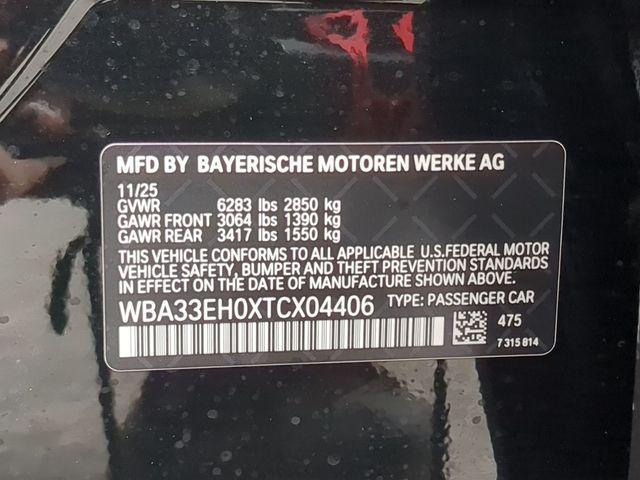 MFD BY BAYERISCHE MOTOREN WERKE AG
11/25
GVWR 6283 lbs 2850 kg
GAWR FRONT 3064 lbs 1390 kg
GAWR REAR 3417 lbs 1550 kg
THIS VEHICLE CONFORMS TO ALL APPLICABLE U.S.FEDERAL MOTOR
VEHICLE SAFETY, BUMPER AND THEFT PREVENTION STANDARDS
IN EFFECT ON THE DATE OF MANUFACTURE SHOWN ABOVE.
WBA33EH0XTCX04406 TYPE: PASSENGER CAR
475
7 315 814